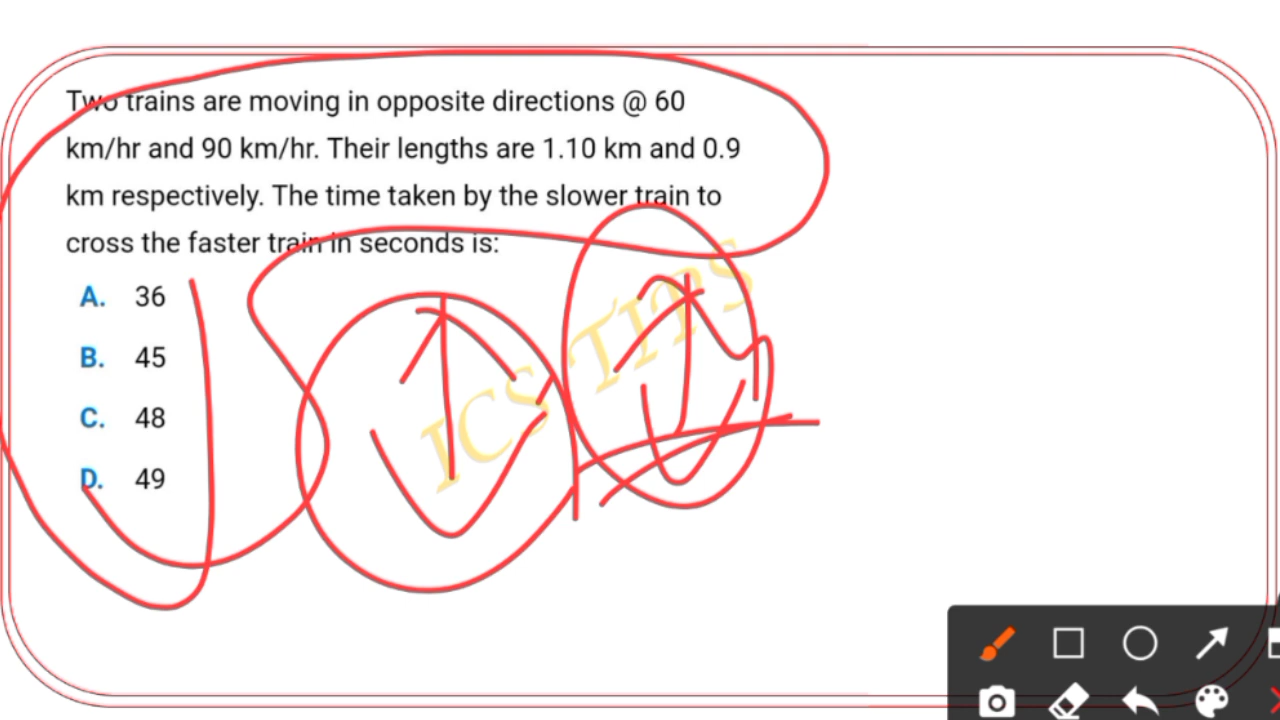 Two trains are moving in opposite directions @ 60
km/hr and 90 km/hr. Their lengths are 1.10 km and 0.9
km respectively. The time taken by the slower train to
cross the faster train in seconds is:
A. 36
B. 45
C. 48
D. 49
ICS TIPS